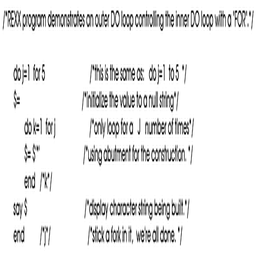 /*REXX program demonstrates an outer DO loop controlling the inner DO loop with a 'FOR'. */
do j=1 for 5 /*this is the same as: do j=1 to 5 */
$= /*initialize the value to a null string*/
do k=1 for j /*only loop for a J number of times*/
$= $'*' /*using abutment for the construction. */
end /*k*/
say $ /*display character string being built.*/
end /*j*/ /*stick a fork in it, we're all done. */